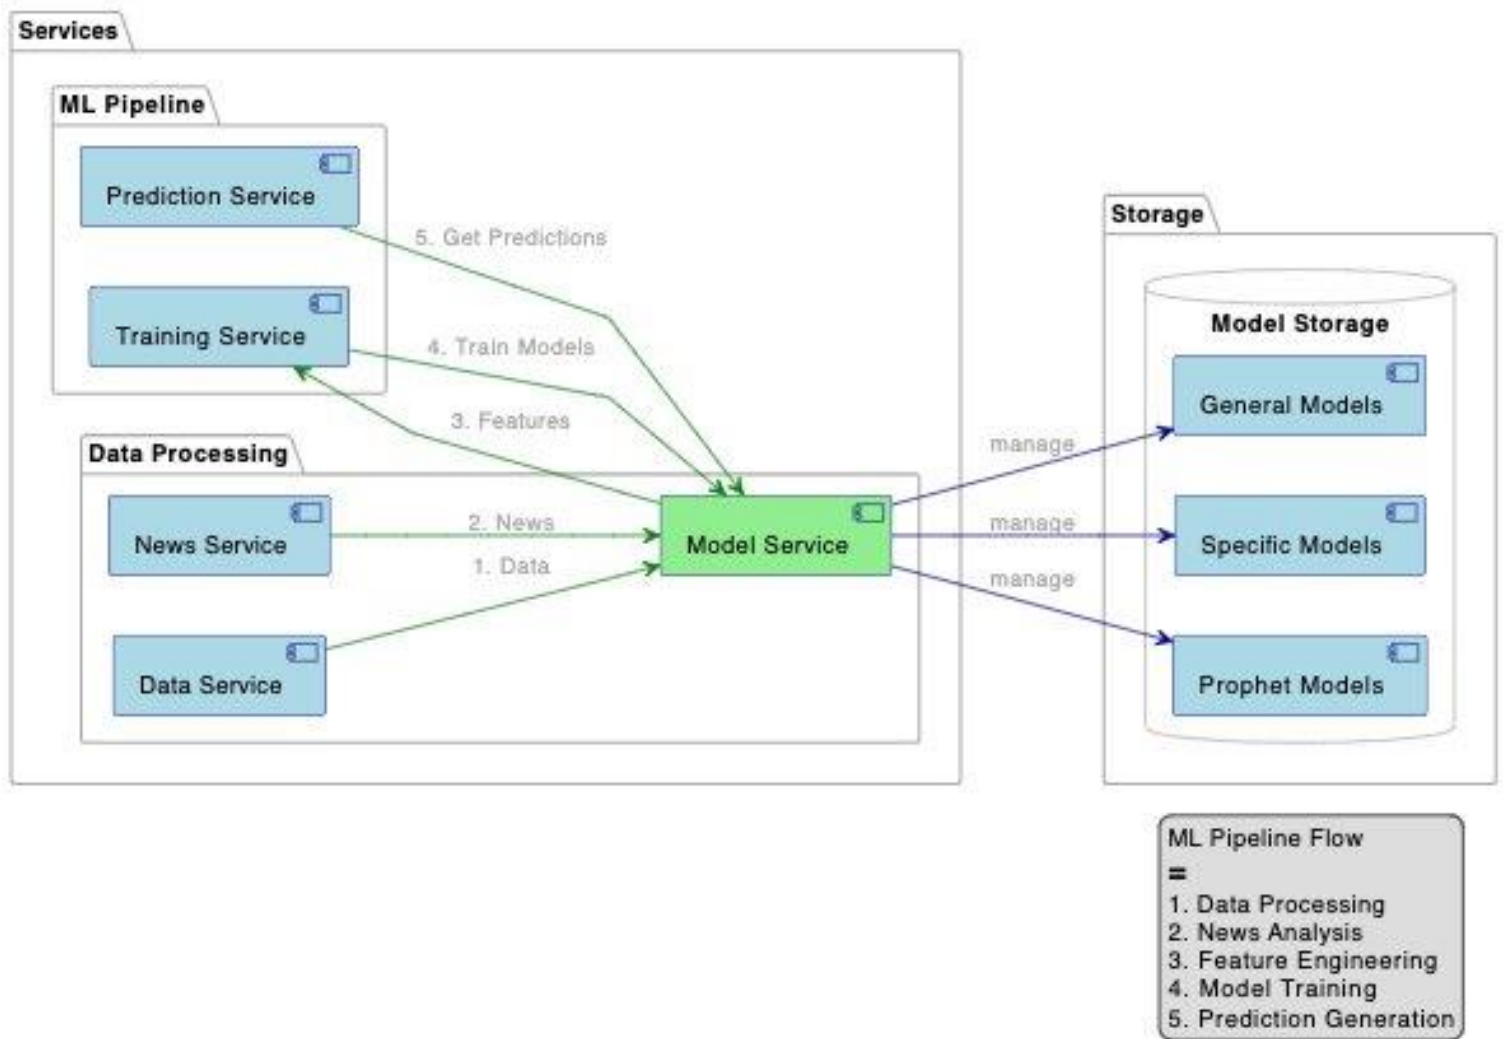 Services
ML Pipeline
Prediction Service
5. Get Predictions
Training Service
4. Train Models
3. Features
Data Processing
News Service
2. News
1. Data
Model Service
Data Service
manage
manage
manage
Storage
Model Storage
General Models
Specific Models
Prophet Models
ML Pipeline Flow
=
1. Data Processing
2. News Analysis
3. Feature Engineering
4. Model Training
5. Prediction Generation